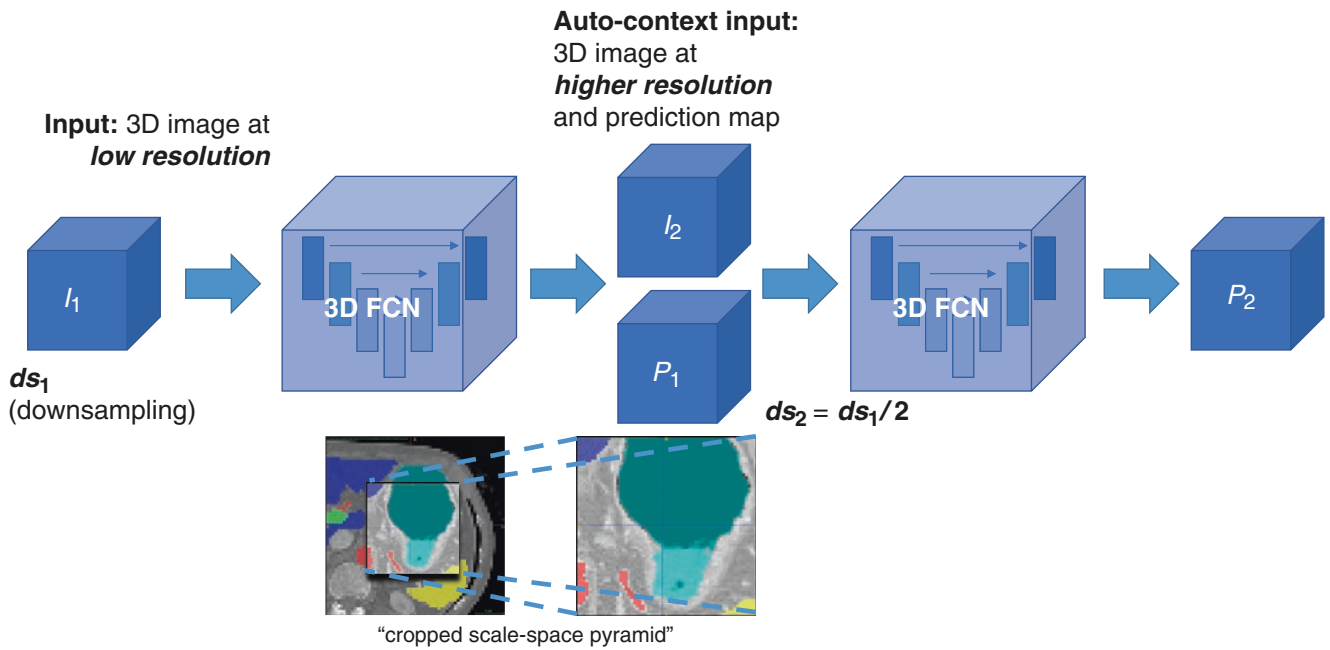 Input: 3D image at
low resolution
I1
ds1
(downsampling)
3D FCN
Auto-context input:
3D image at
higher resolution
and prediction map
I2
P1
ds2 = ds1/2
3D FCN
P2
“cropped scale-space pyramid”